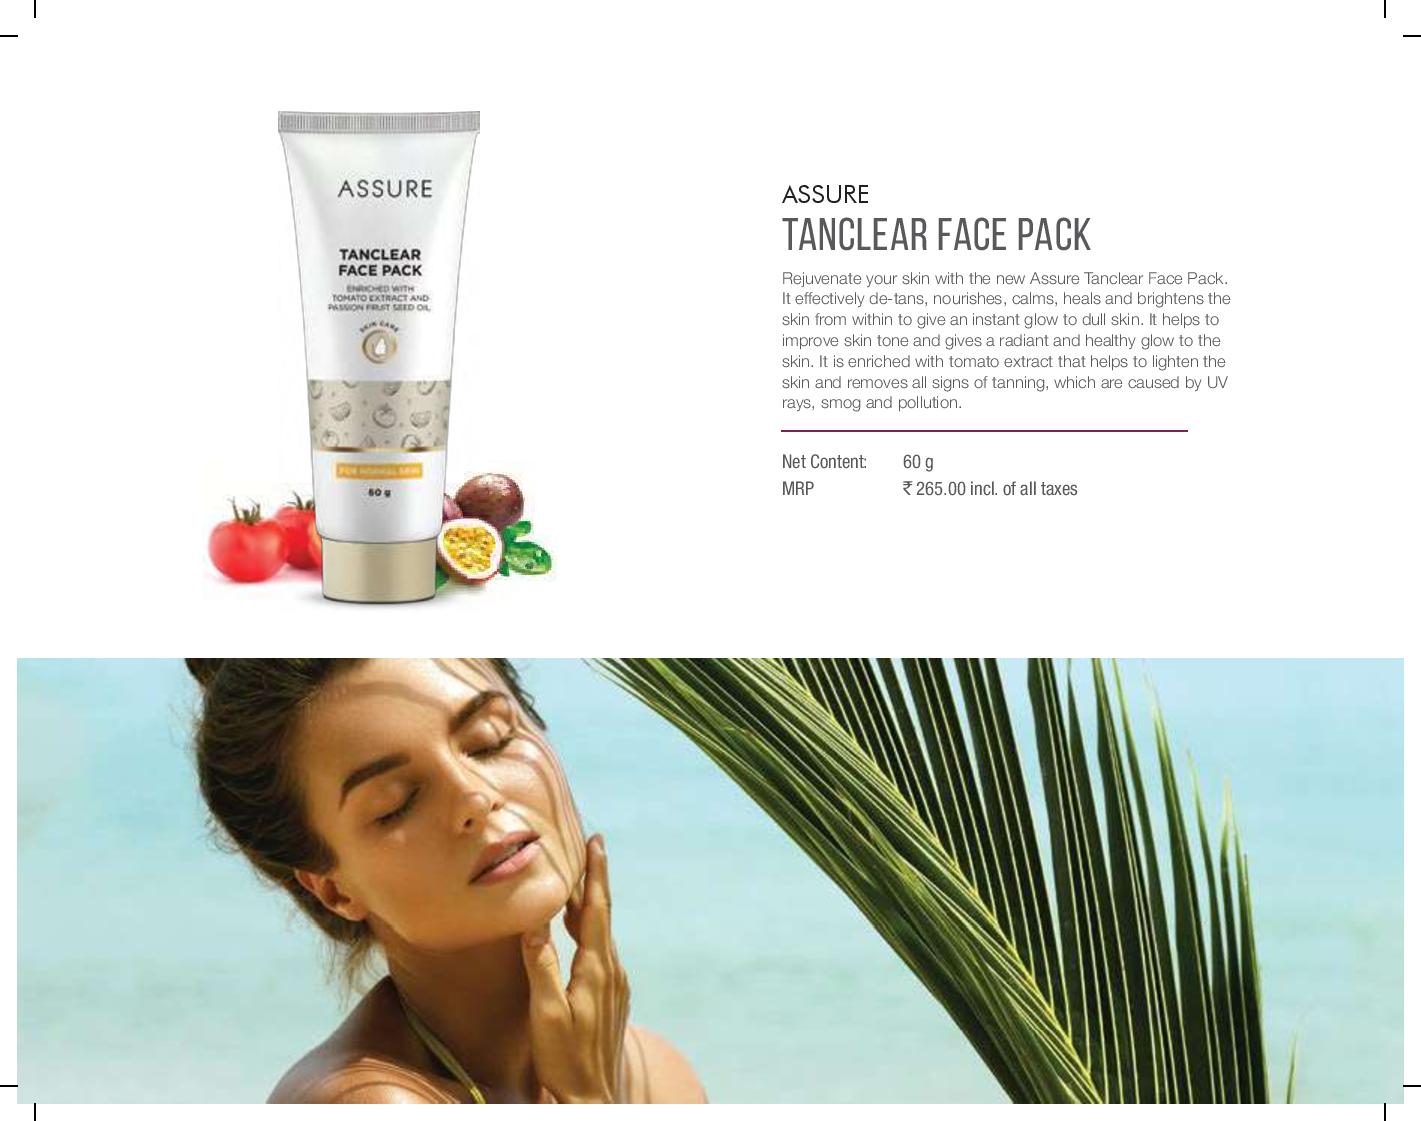 ASSURE
TANCLEAR
FACE PACK
ENRICHED WITH
TOMATO EXTRACT AND
PASSION FRUIT SEED OIL
SKIN CARE
FOR NORMAL SKIN
60 g
ASSURE
TANCLEAR FACE PACK
Rejuvenate your skin with the new Assure Tanclear Face Pack.
It effectively de-tans, nourishes, calms, heals and brightens the
skin from within to give an instant glow to dull skin. It helps to
improve skin tone and gives a radiant and healthy glow to the
skin. It is enriched with tomato extract that helps to lighten the
skin and removes all signs of tanning, which are caused by UV
rays, smog and pollution.
Net Content: 60 g
MRP ₹ 265.00 incl. of all taxes